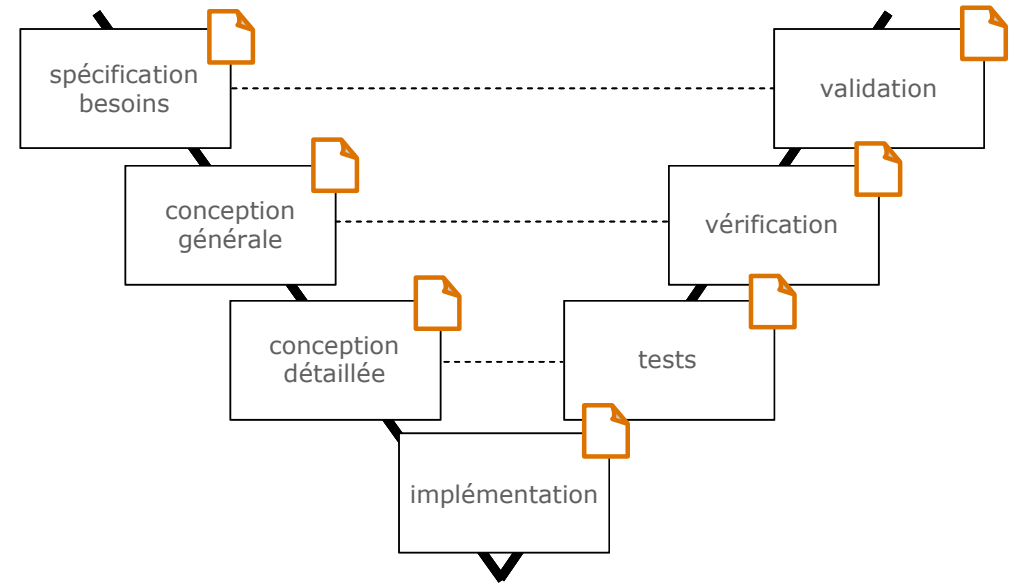 spécification
besoins
validation
conception
générale
vérification
conception
détaillée
tests
implémentation